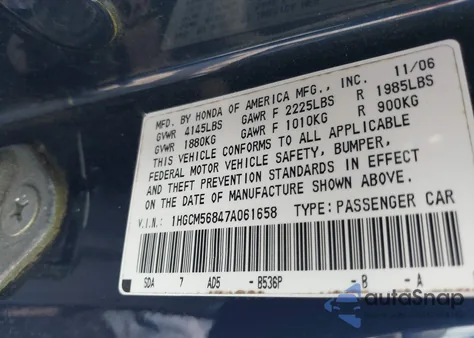 MFD. BY HONDA OF AMERICA MFG., INC. 11/06
GVWR 4145LBS GAWR F 2225LBS R 1985LBS
GVWR 1880KG GAWR F 1010KG R 900KG
THIS VEHICLE CONFORMS TO ALL APPLICABLE
FEDERAL MOTOR VEHICLE SAFETY, BUMPER,
AND THEFT PREVENTION STANDARDS IN EFFECT
ON THE DATE OF MANUFACTURE SHOWN ABOVE.
V.I.N.: 1HGCM56847A061658 TYPE:PASSENGER CAR
SDA 7 AD5 - B536P - B - A
autoSnap